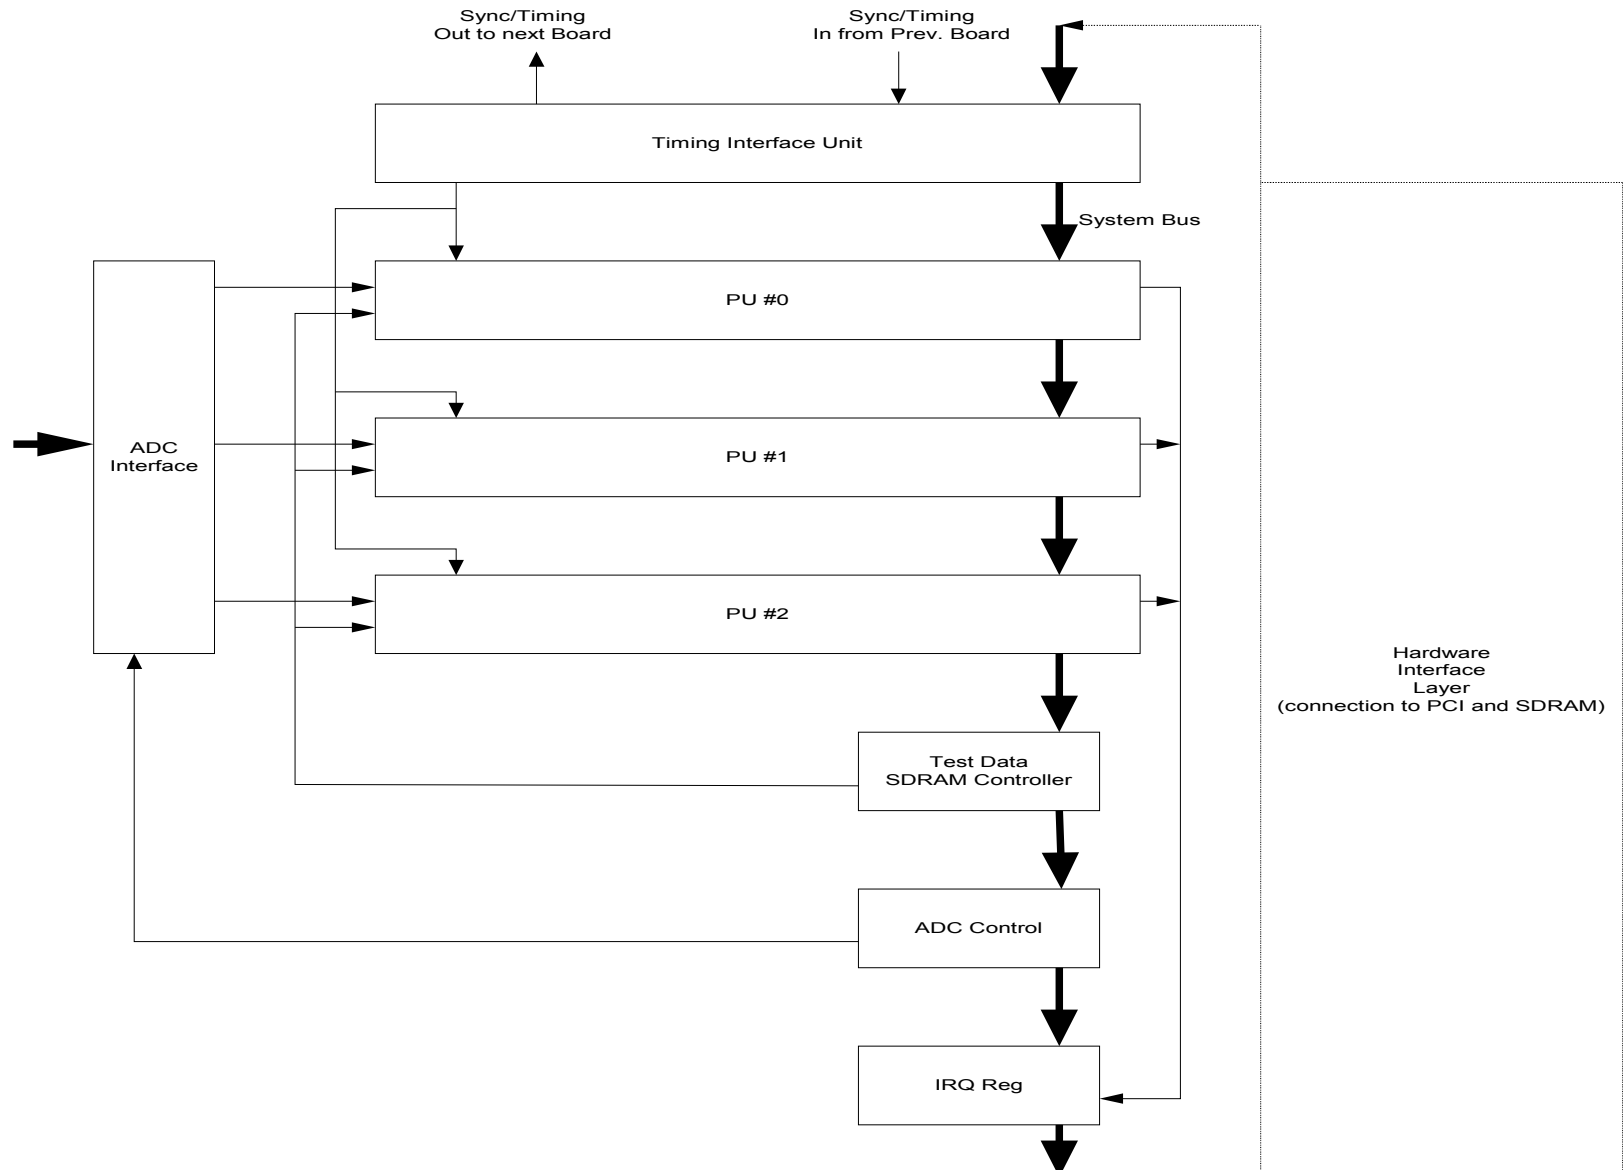 Sync/Timing
Out to next Board
Sync/Timing
In from Prev. Board
Timing Interface Unit
System Bus
PU #0
ADC
Interface
PU #1
PU #2
Hardware
Interface
Layer
(connection to PCI and SDRAM)
Test Data
SDRAM Controller
ADC Control
IRQ Reg